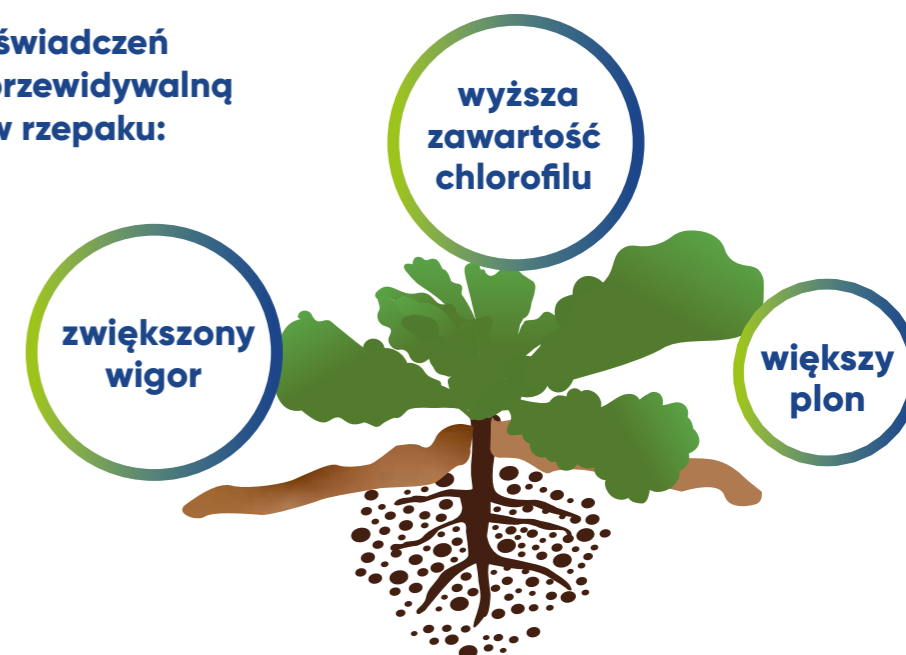 świadczeń
przewidywalną
w rzepaku:
wyższa
zawartość
chlorofilu
zwiększony
wigor
większy
plon